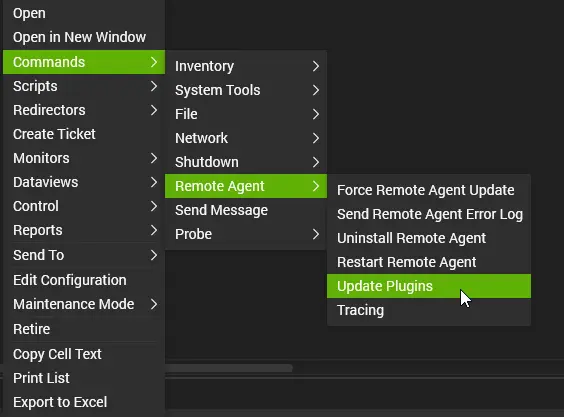 Open
Open in New Window
Commands
Scripts
Redirectors
Create Ticket
Monitors
Dataviews
Control
Reports
Send To
Edit Configuration
Maintenance Mode
Retire
Copy Cell Text
Print List
Export to Excel
Inventory
System Tools
File
Network
Shutdown
Remote Agent
Send Message
Probe
Force Remote Agent Update
Send Remote Agent Error Log
Uninstall Remote Agent
Restart Remote Agent
Update Plugins
Tracing